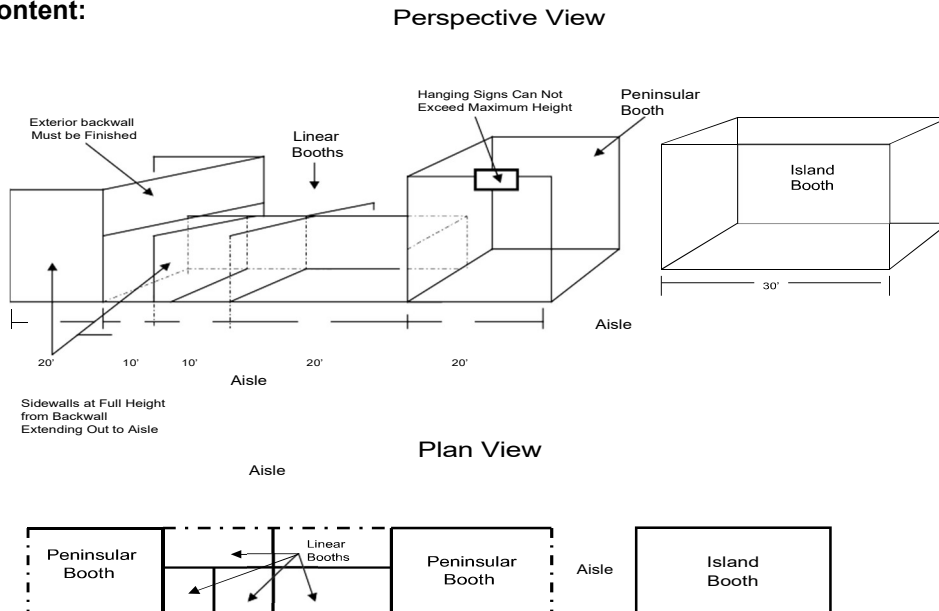 ontent:
Perspective View
Exterior backwall
Must be Finished
Linear
Booths
Hanging Signs Can Not
Exceed Maximum Height
Peninsular
Booth
Island
Booth
30'
Aisle
20'
10'
10'
20'
20'
Aisle
Sidewalls at Full Height
from Backwall
Extending Out to Aisle
Plan View
Aisle
Peninsular
Booth
Linear
Booths
Peninsular
Booth
Aisle
Island
Booth